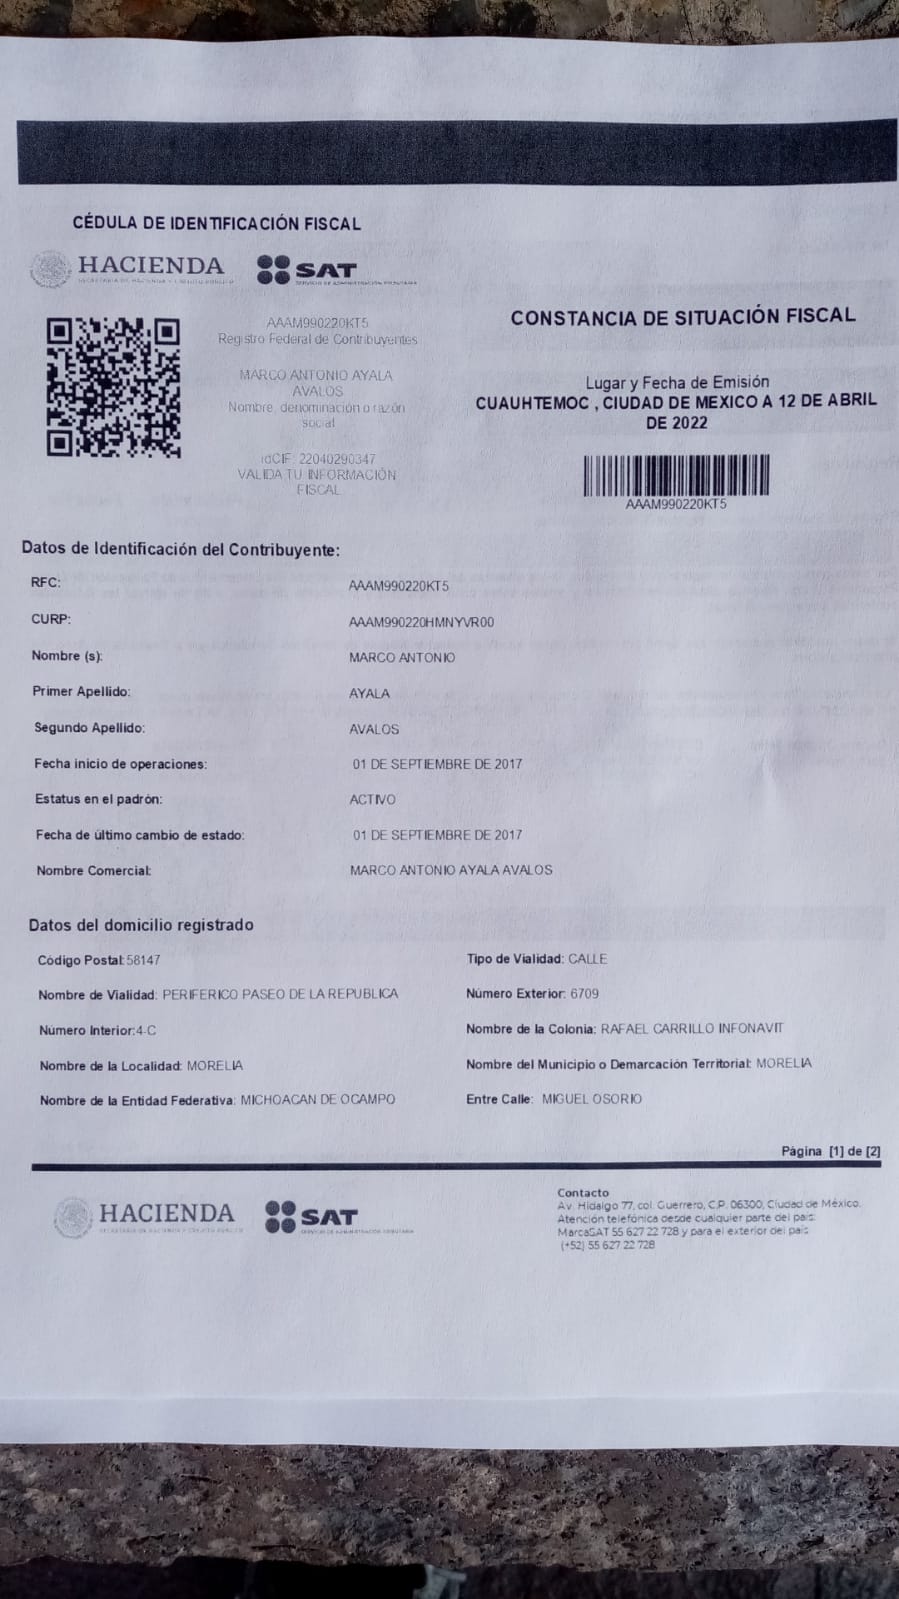 CÉDULA DE IDENTIFICACIÓN FISCAL
HACIENDA
SECRETARÍA DE HACIENDA Y CRÉDITO PÚBLICO
SAT
SERVICIO DE ADMINISTRACIÓN TRIBUTARIA
AAAM990220KT5
Registro Federal de Contribuyentes
MARCO ANTONIO AYALA
AVALOS
Nombre, denominación o razón
social
idCIF: 22040290347
VALIDA TU INFORMACIÓN
FISCAL
CONSTANCIA DE SITUACIÓN FISCAL
Lugar y Fecha de Emisión
CUAUHTEMOC , CIUDAD DE MEXICO A 12 DE ABRIL
DE 2022
AAAM990220KT5
Datos de Identificación del Contribuyente:
RFC: AAAM990220KT5
CURP: AAAM990220HMNYVR00
Nombre (s): MARCO ANTONIO
Primer Apellido: AYALA
Segundo Apellido: AVALOS
Fecha inicio de operaciones: 01 DE SEPTIEMBRE DE 2017
Estatus en el padrón: ACTIVO
Fecha de último cambio de estado: 01 DE SEPTIEMBRE DE 2017
Nombre Comercial: MARCO ANTONIO AYALA AVALOS
Datos del domicilio registrado
Código Postal:58147 Tipo de Vialidad: CALLE
Nombre de Vialidad: PERIFERICO PASEO DE LA REPUBLICA Número Exterior: 6709
Número Interior:4-C Nombre de la Colonia: RAFAEL CARRILLO INFONAVIT
Nombre de la Localidad: MORELIA Nombre del Municipio o Demarcación Territorial: MORELIA
Nombre de la Entidad Federativa: MICHOACAN DE OCAMPO Entre Calle: MIGUEL OSORIO
Página [1] de [2]
HACIENDA
SECRETARÍA DE HACIENDA Y CRÉDITO PÚBLICO
SAT
SERVICIO DE ADMINISTRACIÓN TRIBUTARIA
Contacto
Av. Hidalgo 77, col. Guerrero, C.P. 06300, Ciudad de México.
Atención telefónica desde cualquier parte del país:
MarcaSAT 55 627 22 728 y para el exterior del país
(+52) 55 627 22 728